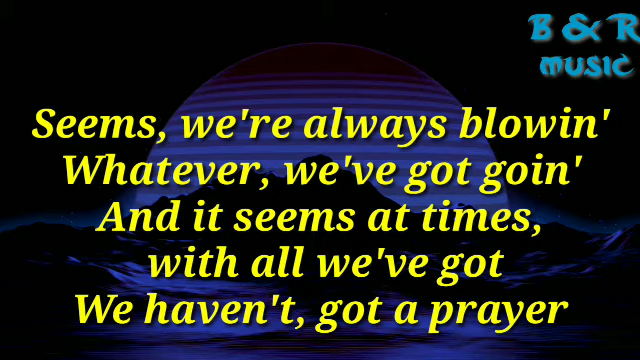 B & R
MUSIC
Seems, we're always blowin'
Whatever, we've got goin'
And it seems at times,
with all we've got
We haven't, got a prayer